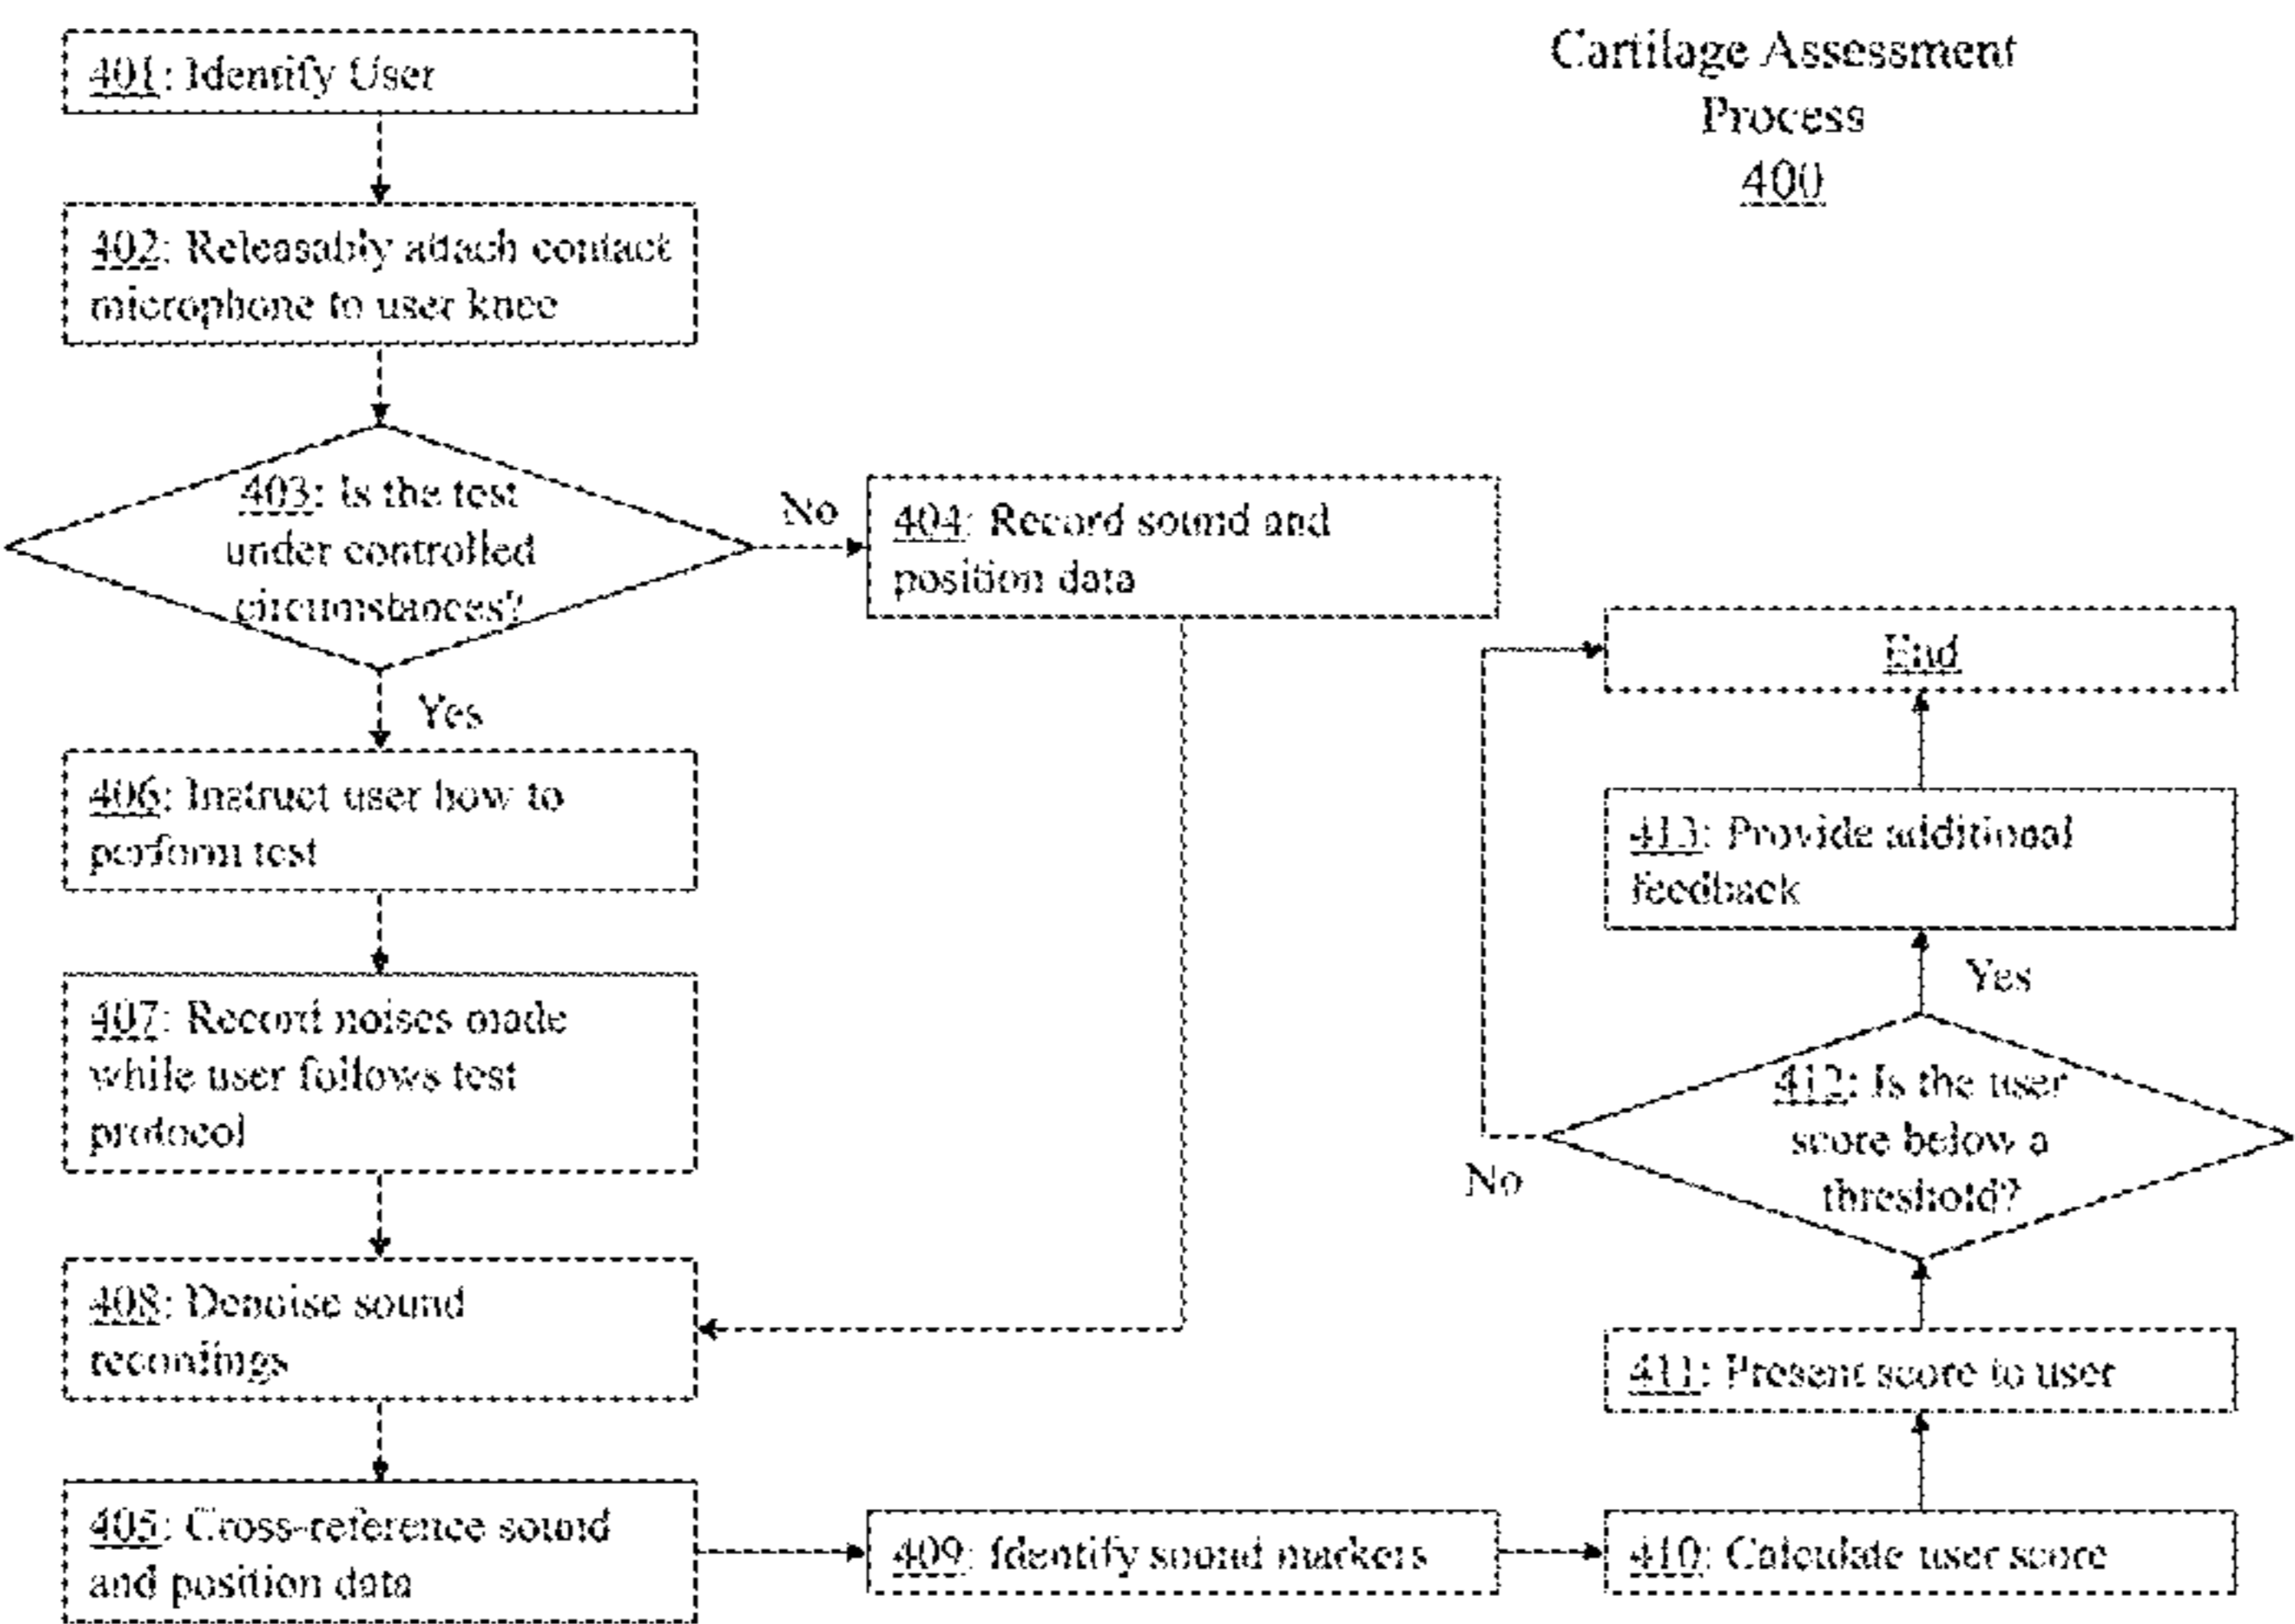 Cartilage Assessment
Process
400
401: Identify User
402: Releasably attach contact
microphone to user knee
403: Is the test
under controlled
circumstances?
No
404: Record sound and
position data
Yes
406: Instruct user how to
perform test
407: Record noises made
while user follows test
protocol
408: Denoise sound
recordings
405: Cross-reference sound
and position data
409: Identify sound markers
410: Calculate user score
411: Present score to user
412: Is the user
score below a
threshold?
No
Yes
413: Provide additional
feedback
End